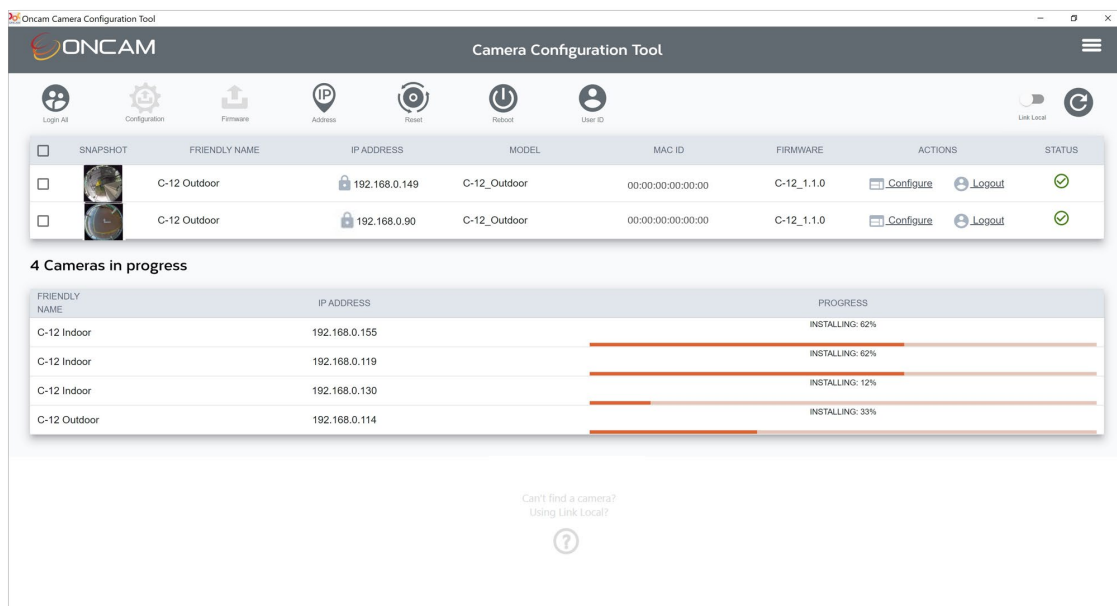 Oncam Camera Configuration Tool
ONCAM
Camera Configuration Tool
Login All Configuration Firmware IP Address Reset Reboot User ID Link Local
SNAPSHOT FRIENDLY NAME IP ADDRESS MODEL MAC ID FIRMWARE ACTIONS STATUS
C-12 Outdoor 192.168.0.149 C-12_Outdoor 00:00:00:00:00:00 C-12_1.1.0 Configure Logout
C-12 Outdoor 192.168.0.90 C-12_Outdoor 00:00:00:00:00:00 C-12_1.1.0 Configure Logout
4 Cameras in progress
FRIENDLY
NAME IP ADDRESS PROGRESS
C-12 Indoor 192.168.0.155 INSTALLING: 62%
C-12 Indoor 192.168.0.119 INSTALLING: 62%
C-12 Indoor 192.168.0.130 INSTALLING: 12%
C-12 Outdoor 192.168.0.114 INSTALLING: 33%
Can't find a camera?
Using Link Local?
?